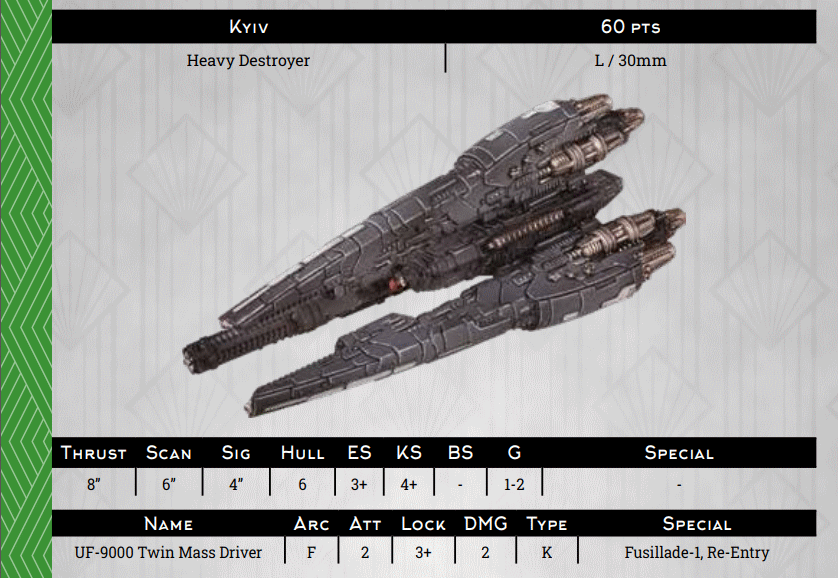 Kyiv 60 pts
Heavy Destroyer L / 30mm
Thrust Scan Sig Hull ES KS BS G Special
8” 6” 4” 6 3+ 4+ - 1-2 -
Name Arc Att Lock DMG Type Special
UF-9000 Twin Mass Driver F 2 3+ 2 K Fusillade-1, Re-Entry